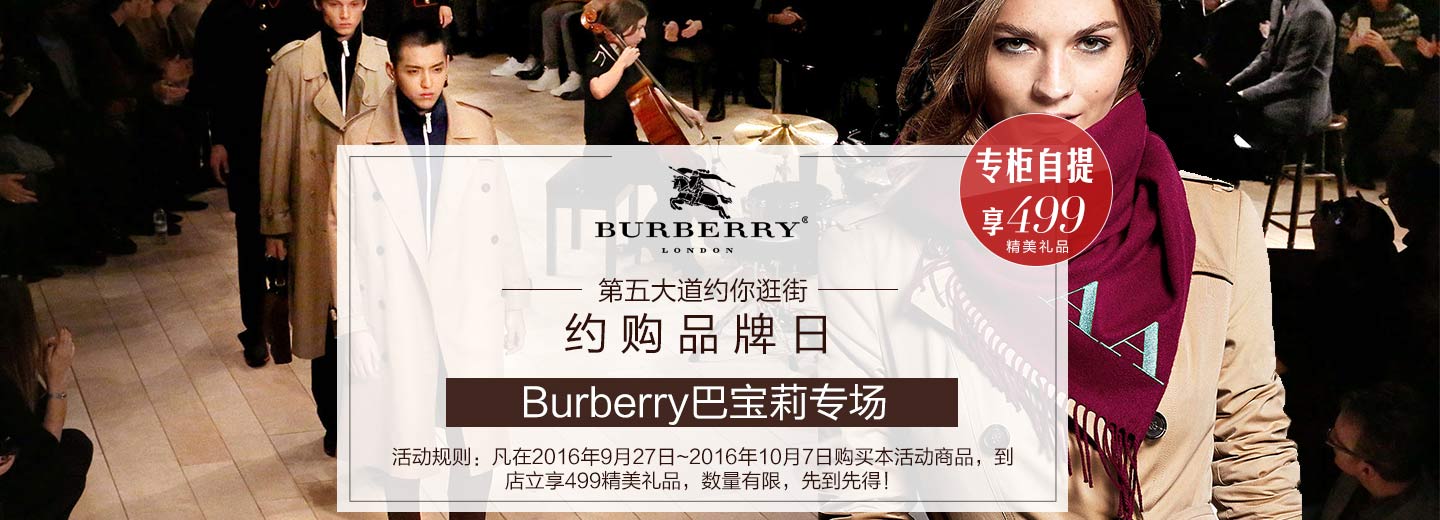 BURBERRY®
LONDON
第五大道约你逛街
约购品牌日
Burberry巴宝莉专场
活动规则：凡在2016年9月27日~2016年10月7日购买本活动商品，到
店立享499精美礼品，数量有限，先到先得！
专柜自提
享499
精美礼品
AA